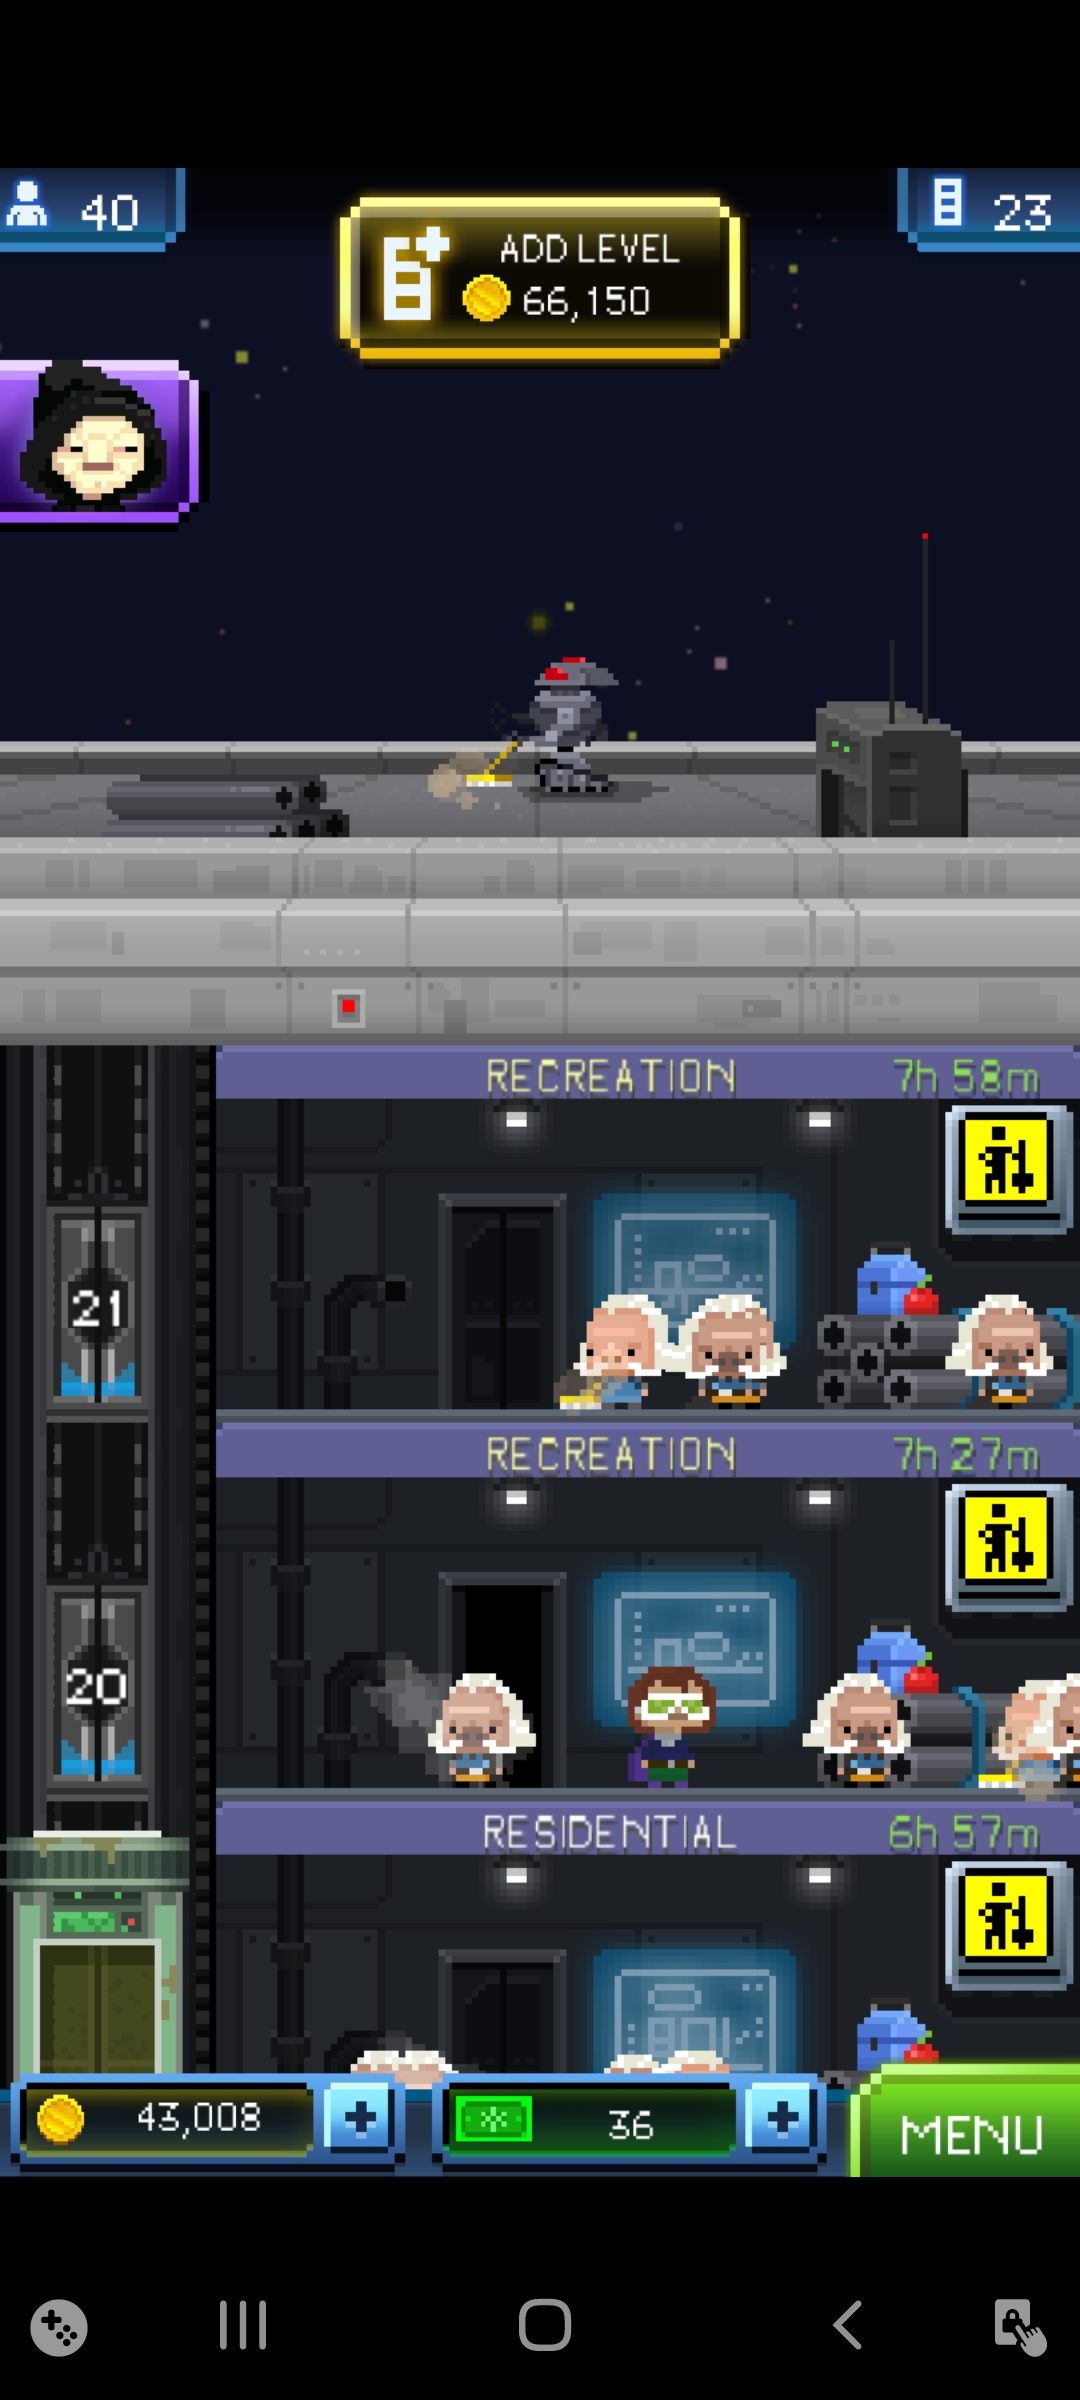 40
ADD LEVEL
66,150
23
RECREATION 7h 58m
21
RECREATION 7h 27m
20
RESIDENTIAL 6h 57m
43,008
36
MENU